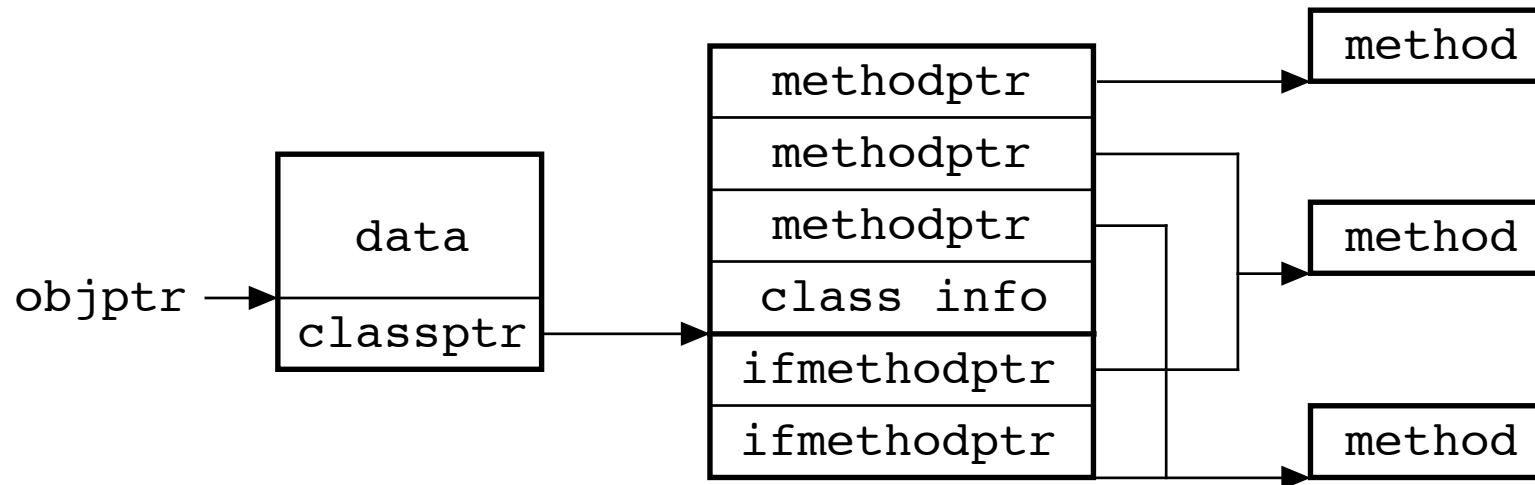 objptr
data
classptr
methodptr
methodptr
methodptr
class info
ifmethodptr
ifmethodptr
method
method
method